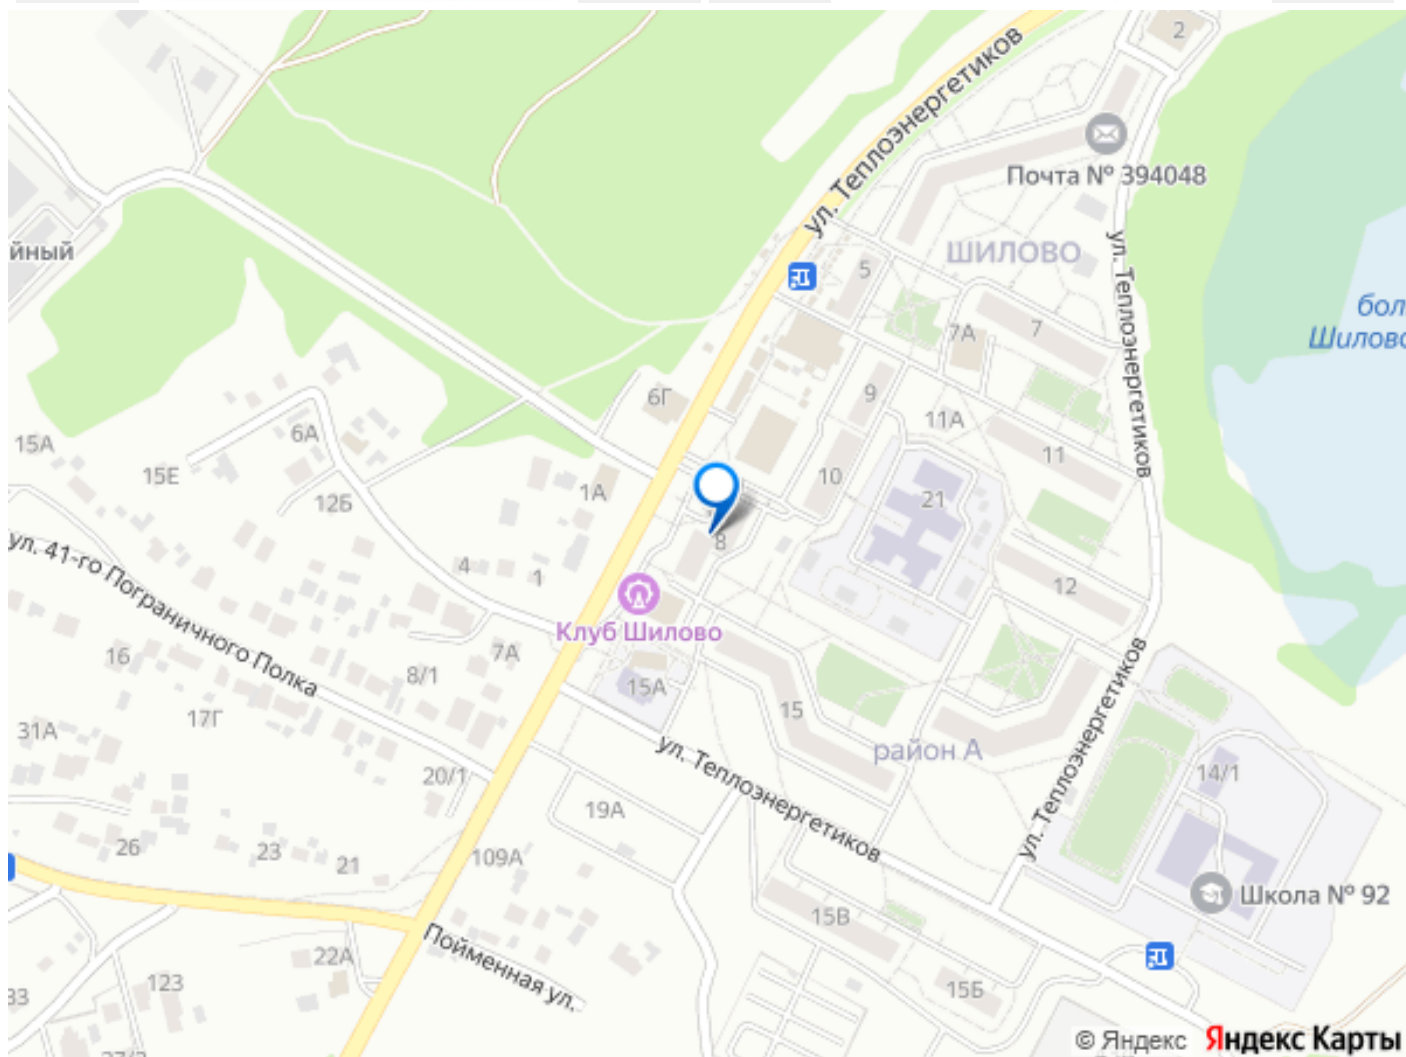 2
ул. Теплоэнергетиков
Почта № 394048
йный
ШИЛОВО
ул. Теплоэнергетиков
5
бол
Шилово
7
7А
6Г
9
11А
15А
6А
11
15Е
10
12Б
1А
21
8
ул. 41-го Пограничного Полка
4
1
12
Клуб Шилово
16
7А
8/1
15А
ул. Теплоэнергетиков
17Г
15
31А
район А
ул. Теплоэнергетиков
20/1
14/1
19А
26
23
21
109А
Школа № 92
15В
Пойменная ул.
22А
123
33
15Б
© Яндекс Яндекс Карты